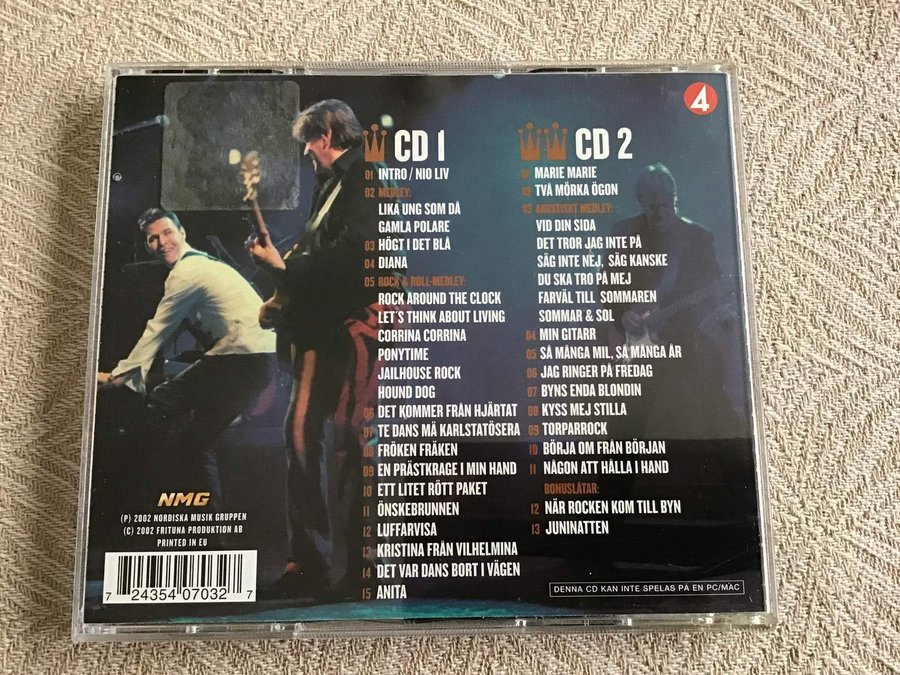 4
CD 1
01 INTRO / NIO LIV
02 MEDLEY:
LIKA UNG SOM DÅ
GAMLA POLARE
03 HÖGT I DET BLÅ
04 DIANA
05 ROCK & ROLL-MEDLEY:
ROCK AROUND THE CLOCK
LET´S THINK ABOUT LIVING
CORRINA CORRINA
PONYTIME
JAILHOUSE ROCK
HOUND DOG
06 DET KOMMER FRÅN HJÄRTAT
07 TE DANS MÄ KARLSTATÖSERA
08 FRÖKEN FRÄKEN
09 EN PRÄSTKRAGE I MIN HAND
10 ETT LITET RÖTT PAKET
11 ÖNSKEBRUNNEN
12 LUFFARVISA
13 KRISTINA FRÅN VILHELMINA
14 DET VAR DANS BORT I VÄGEN
15 ANITA
CD 2
01 MARIE MARIE
02 TVÅ MÖRKA ÖGON
03 AKUSTISKT MEDLEY:
VID DIN SIDA
DET TROR JAG INTE PÅ
SÄG INTE NEJ, SÄG KANSKE
DU SKA TRO PÅ MEJ
FARVÄL TILL SOMMAREN
SOMMAR & SOL
04 MIN GITARR
05 SÅ MÅNGA MIL, SÅ MÅNGA ÅR
06 JAG RINGER PÅ FREDAG
07 BYNS ENDA BLONDIN
08 KYSS MEJ STILLA
09 TORPARROCK
10 BÖRJA OM FRÅN BÖRJAN
11 NÅGON ATT HÅLLA I HAND
BONUSLÅTAR:
12 NÄR ROCKEN KOM TILL BYN
13 JUNINATTEN
NMG
(P) 2002 NORDISKA MUSIK GRUPPEN
(C) 2002 FRITUNA PRODUKTION AB
PRINTED IN EU
7 24354 07032 7
DENNA CD KAN INTE SPELAS PÅ EN PC/MAC